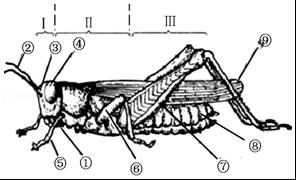 I II III
② ③ ④ ⑨
⑤ ① ⑥ ⑦ ⑧